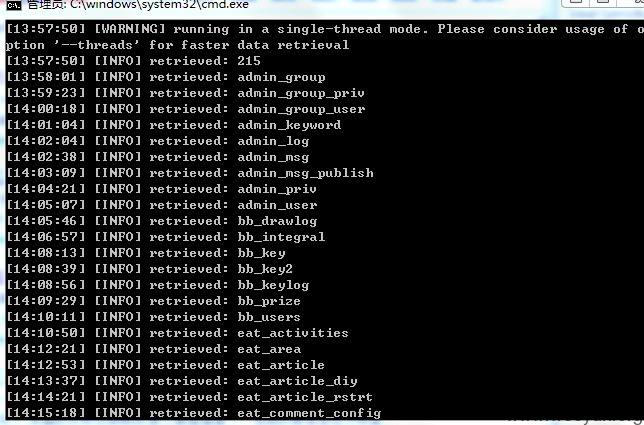 管理员: C:\windows\system32\cmd.exe
[13:57:50] [WARNING] running in a single-thread mode. Please consider usage of o
ption '--threads' for faster data retrieval
[13:57:50] [INFO] retrieved: 215
[13:58:01] [INFO] retrieved: admin_group
[13:59:23] [INFO] retrieved: admin_group_priv
[14:00:18] [INFO] retrieved: admin_group_user
[14:01:04] [INFO] retrieved: admin_keyword
[14:02:04] [INFO] retrieved: admin_log
[14:02:38] [INFO] retrieved: admin_msg
[14:03:09] [INFO] retrieved: admin_msg_publish
[14:04:21] [INFO] retrieved: admin_priv
[14:05:07] [INFO] retrieved: admin_user
[14:05:46] [INFO] retrieved: bb_drawlog
[14:06:57] [INFO] retrieved: bb_integral
[14:08:13] [INFO] retrieved: bb_key
[14:08:39] [INFO] retrieved: bb_key2
[14:08:56] [INFO] retrieved: bb_keylog
[14:09:29] [INFO] retrieved: bb_prize
[14:10:11] [INFO] retrieved: bb_users
[14:10:50] [INFO] retrieved: eat_activities
[14:12:21] [INFO] retrieved: eat_area
[14:12:53] [INFO] retrieved: eat_article
[14:13:37] [INFO] retrieved: eat_article_diy
[14:14:21] [INFO] retrieved: eat_article_rstrt
[14:15:18] [INFO] retrieved: eat_comment_config